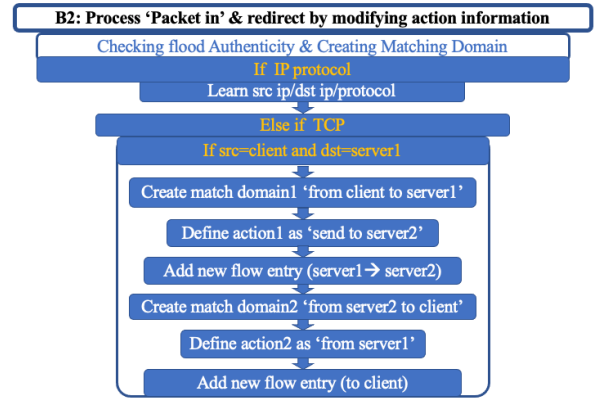 B2: Process ‘Packet in’ & redirect by modifying action information
Checking flood Authenticity & Creating Matching Domain
If IP protocol
Learn src ip/dst ip/protocol
Else if TCP
If src=client and dst=server1
Create match domain1 ‘from client to server1’
Define action1 as ‘send to server2’
Add new flow entry (server1→ server2)
Create match domain2 ‘from server2 to client’
Define action2 as ‘from server1’
Add new flow entry (to client)